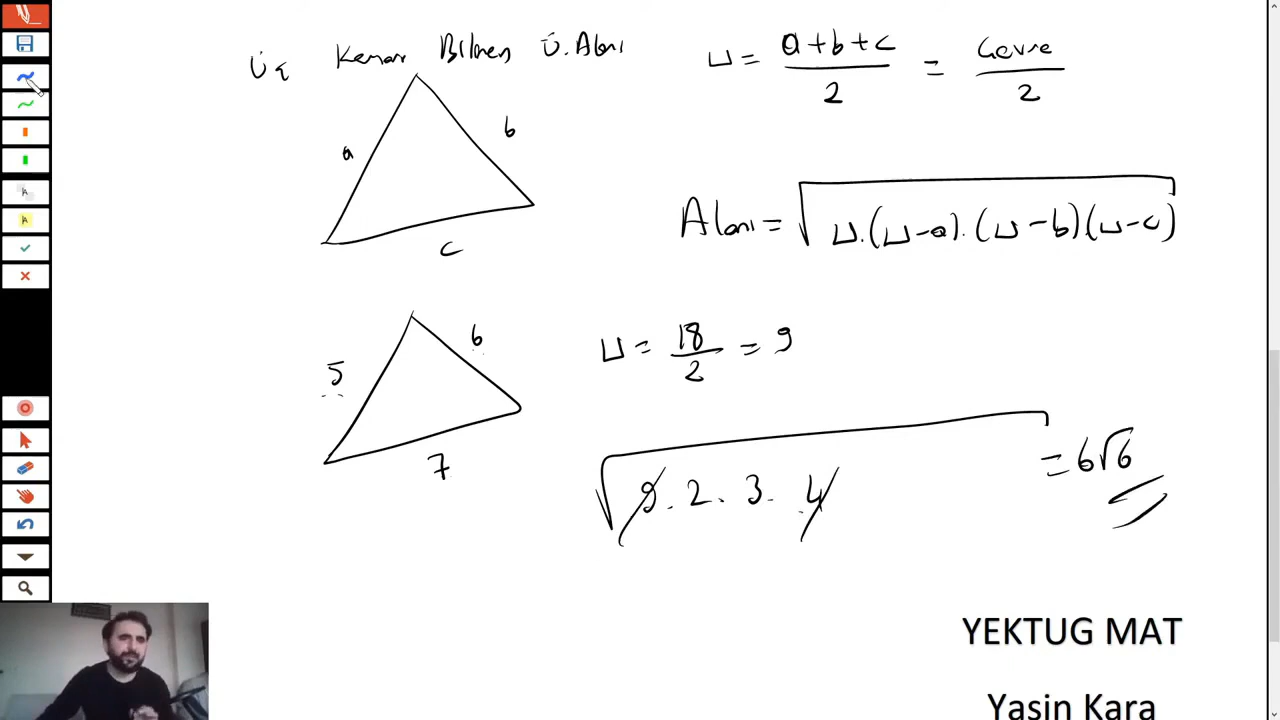 Üç Kenarı Bilinen Ü. Alanı
u = a+b+c / 2 = Çevre / 2
a
b
c
Alanı = √u.(u-a).(u-b)(u-c)
5
6
7
u = 18 / 2 = 9
√9.2.3.4 = 6√6
YEKTUG MAT
Yasin Kara